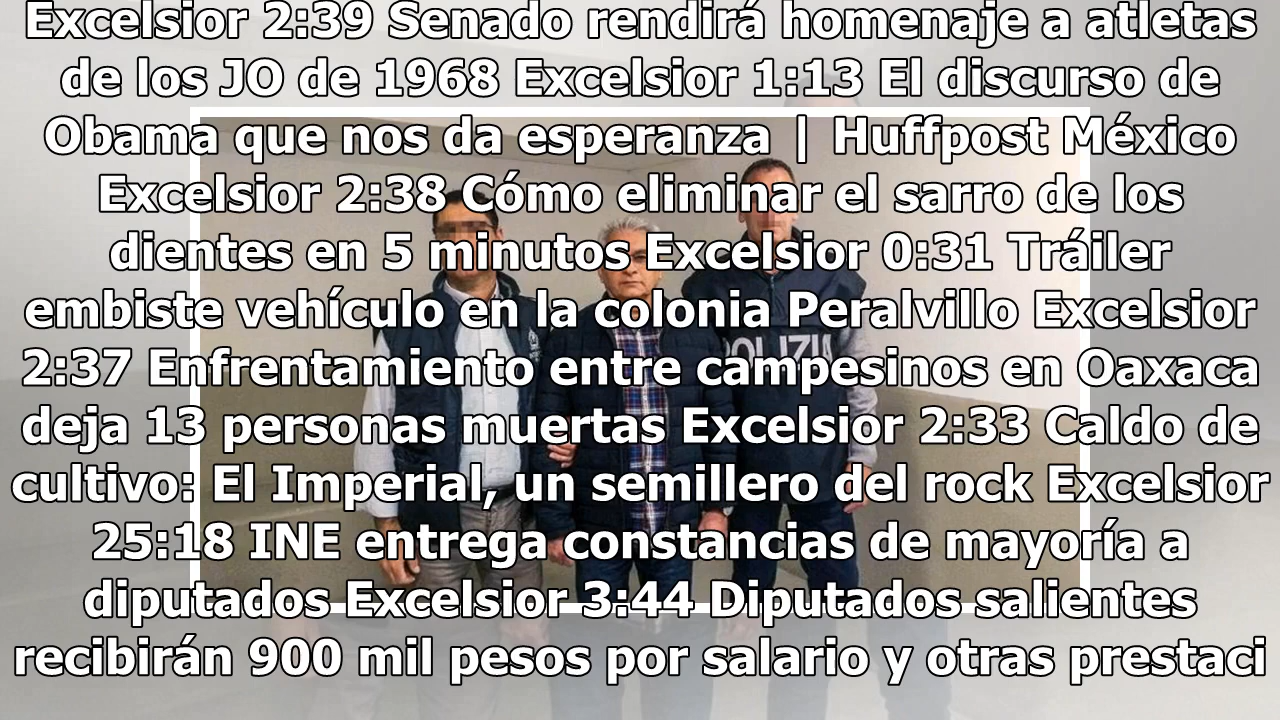 Excelsior 2:39 Senado rendirá homenaje a atletas
de los JO de 1968 Excelsior 1:13 El discurso de
Obama que nos da esperanza | Huffpost México
Excelsior 2:38 Cómo eliminar el sarro de los
dientes en 5 minutos Excelsior 0:31 Tráiler
embiste vehículo en la colonia Peralvillo Excelsior
POLIZIA
2:37 Enfrentamiento entre campesinos en Oaxaca
deja 13 personas muertas Excelsior 2:33 Caldo de
cultivo: El Imperial, un semillero del rock Excelsior
25:18 INE entrega constancias de mayoría a
diputados Excelsior 3:44 Diputados salientes
recibirán 900 mil pesos por salario y otras prestaci